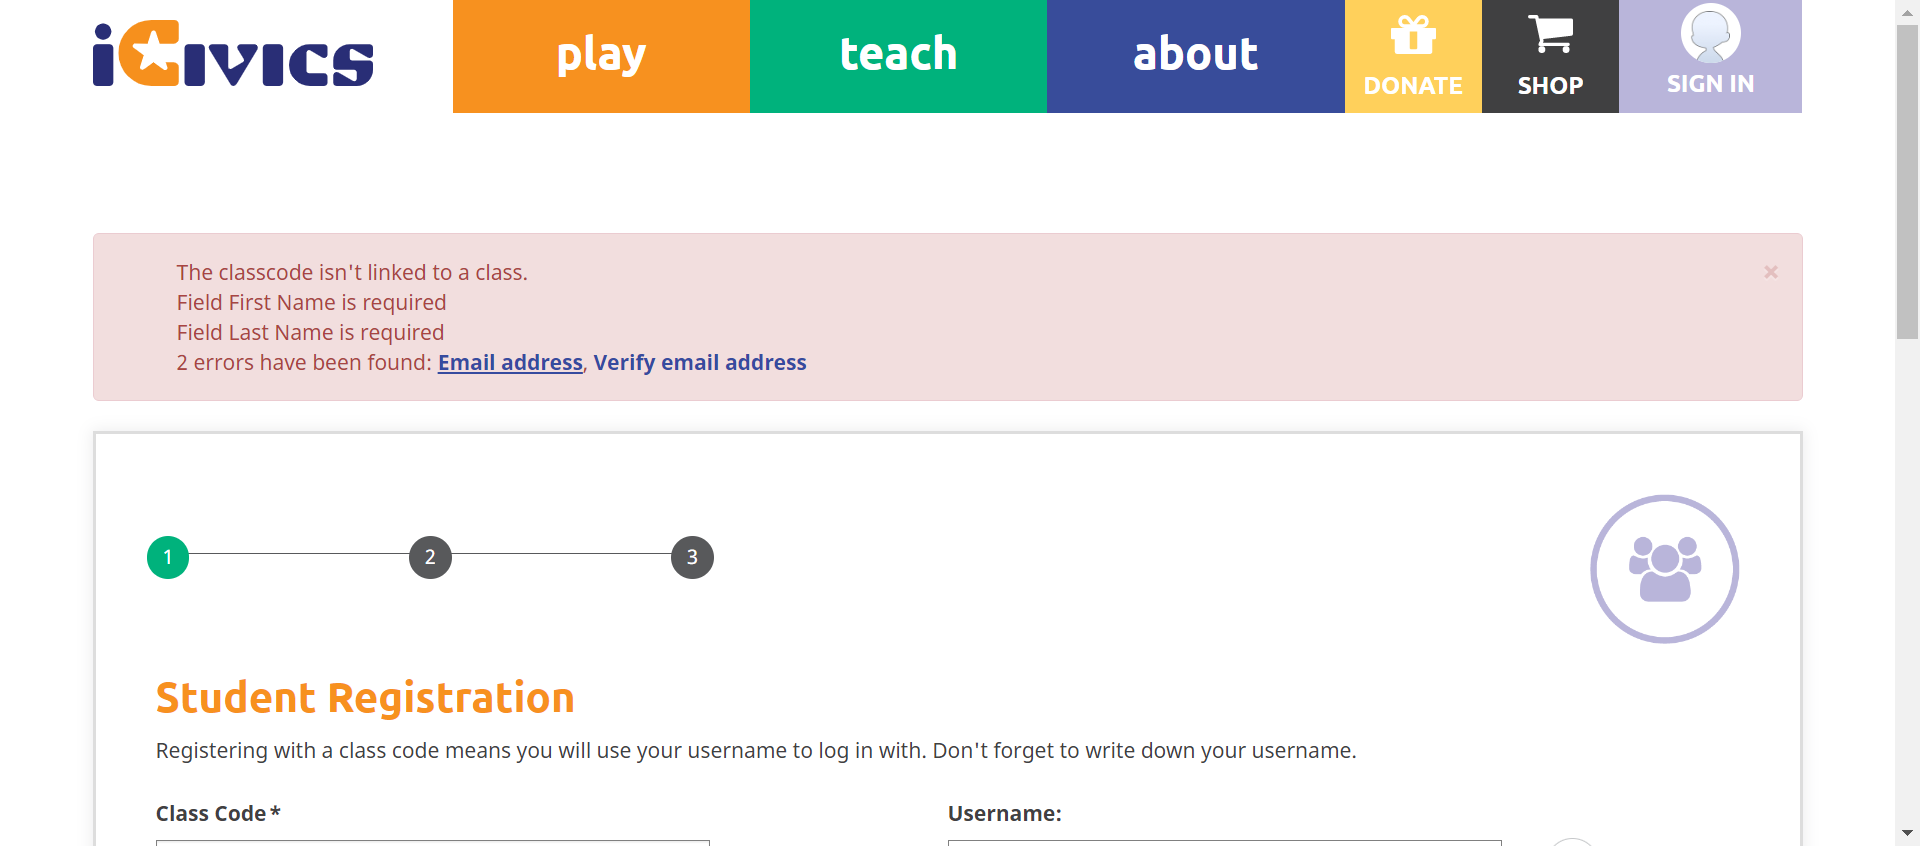 iCivics
play
teach
about
DONATE
SHOP
SIGN IN
The classcode isn't linked to a class.
Field First Name is required
Field Last Name is required
2 errors have been found: Email address, Verify email address
1
2
3
Student Registration
Registering with a class code means you will use your username to log in with. Don't forget to write down your username.
Class Code*
Username: